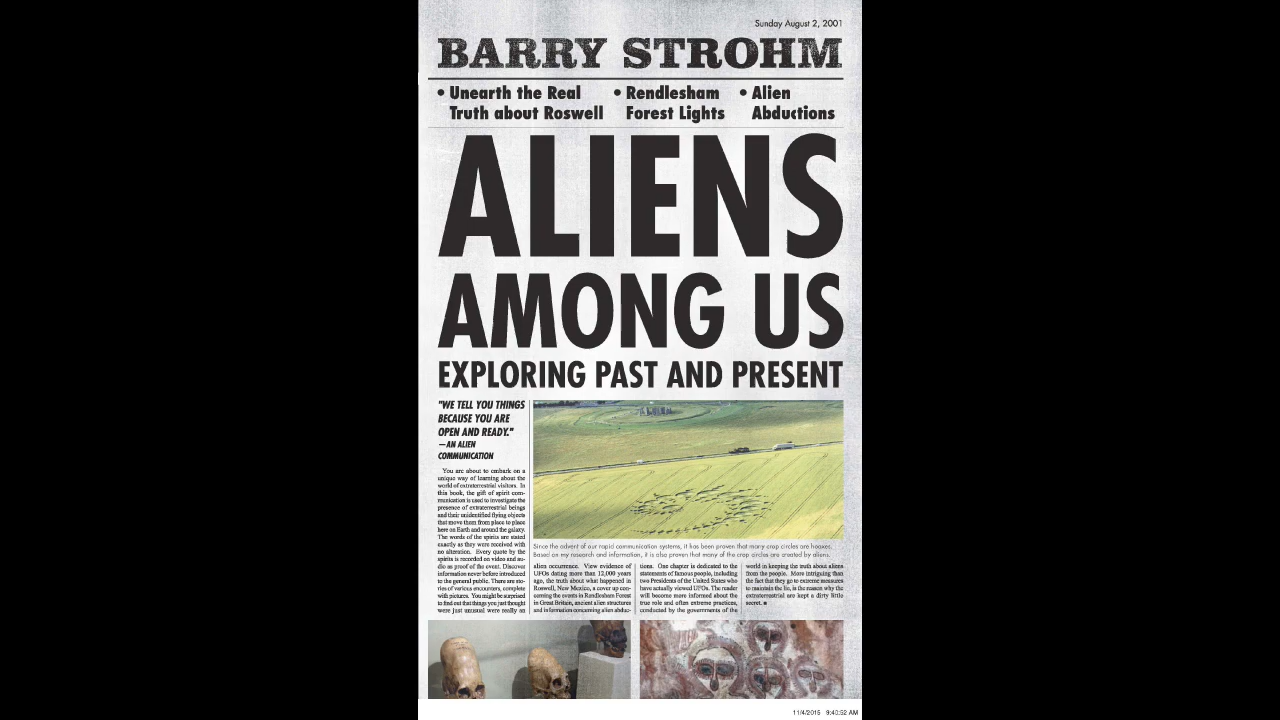 Sunday August 2, 2001
BARRY STROHM
• Unearth the Real
Truth about Roswell
• Rendlesham
Forest Lights
• Alien
Abductions
ALIENS
AMONG US
EXPLORING PAST AND PRESENT
"WE TELL YOU THINGS
BECAUSE YOU ARE
OPEN AND READY."
—AN ALIEN
COMMUNICATION
You are about to embark on a
unique way of learning about the
world of extraterrestrial visitors. In
this book, the gift of spirit com-
munication is used to investigate the
presence of extraterrestrial beings
and their unidentified flying objects
that move them from place to place
here on Earth and around the galaxy.
The words of the spirits are stated
exactly as they were received with
no alteration. Every quote by the
spirits is recorded on video and au-
dio as proof of the event. Discover
information never before introduced
to the general public. There are sto-
ries of various encounters, complete
with pictures. You might be surprised
to find out that things you just thought
were just unusual were really an
Since the advent of our rapid communication systems, it has been proven that many crop circles are hoaxes.
Based on my research and information, it is also proven that many of the crop circles are created by aliens.
alien occurrence. View evidence of
UFOs dating more than 12,000 years
ago, the truth about what happened in
Roswell, New Mexico, a cover up con-
cerning the events in Rendlesham Forest
in Great Britain, ancient alien structures
and information concerning alien abduc-
tions. One chapter is dedicated to the
statements of famous people, including
two Presidents of the United States who
have actually viewed UFOs. The reader
will become more informed about the
true role and often extreme practices,
conducted by the governments of the
world in keeping the truth about aliens
from the people. More intriguing than
the fact that they go to extreme measures
to maintain the lie, is the reason why the
extraterrestrial are kept a dirty little
secret. ■
11/4/2015 9:40:52 AM